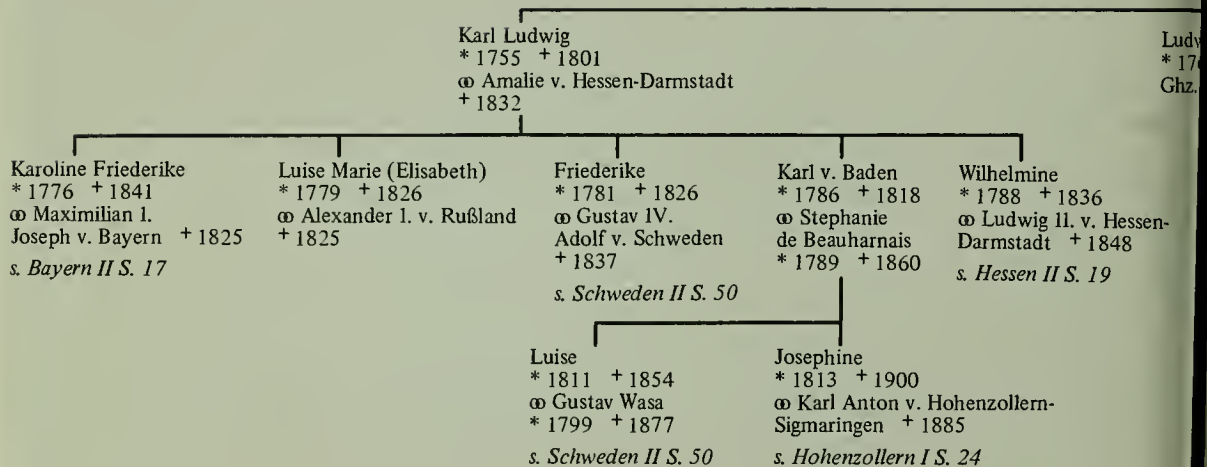 Karl Ludwig
* 1755 + 1801
⚭ Amalie v. Hessen-Darmstadt
+ 1832
Ghz.
Karoline Friederike
* 1776 + 1841
⚭ Maximilian I.
Joseph v. Bayern + 1825
s. Bayern II S. 17
Luise Marie (Elisabeth)
* 1779 + 1826
⚭ Alexander I. v. Rußland
+ 1825
Friederike
* 1781 + 1826
⚭ Gustav IV.
Adolf v. Schweden
+ 1837
s. Schweden II S. 50
Karl v. Baden
* 1786 + 1818
⚭ Stephanie
de Beauharnais
* 1789 + 1860
Wilhelmine
* 1788 + 1836
⚭ Ludwig II. v. Hessen-
Darmstadt + 1848
s. Hessen II S. 19
Luise
* 1811 + 1854
⚭ Gustav Wasa
* 1799 + 1877
s. Schweden II S. 50
Josephine
* 1813 + 1900
⚭ Karl Anton v. Hohenzollern-
Sigmaringen + 1885
s. Hohenzollern I S. 24